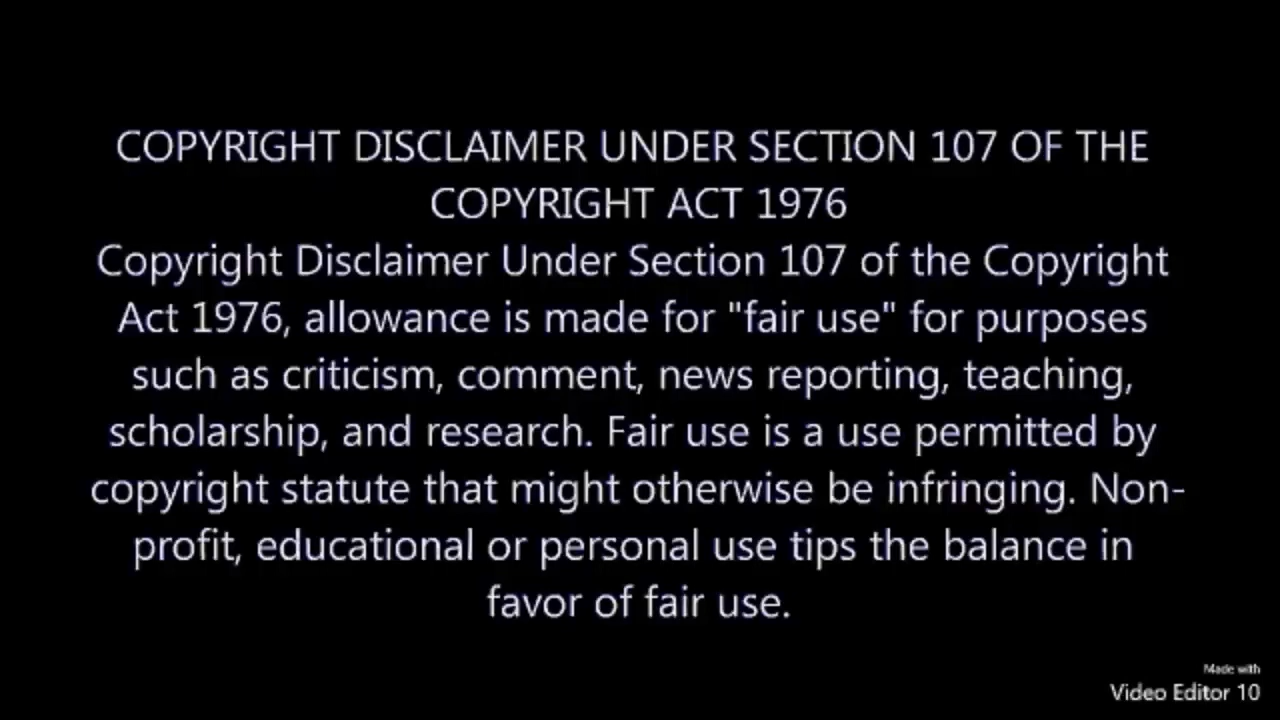 COPYRIGHT DISCLAIMER UNDER SECTION 107 OF THE
COPYRIGHT ACT 1976
Copyright Disclaimer Under Section 107 of the Copyright
Act 1976, allowance is made for "fair use" for purposes
such as criticism, comment, news reporting, teaching,
scholarship, and research. Fair use is a use permitted by
copyright statute that might otherwise be infringing. Non-
profit, educational or personal use tips the balance in
favor of fair use.
Made with
Video Editor 10